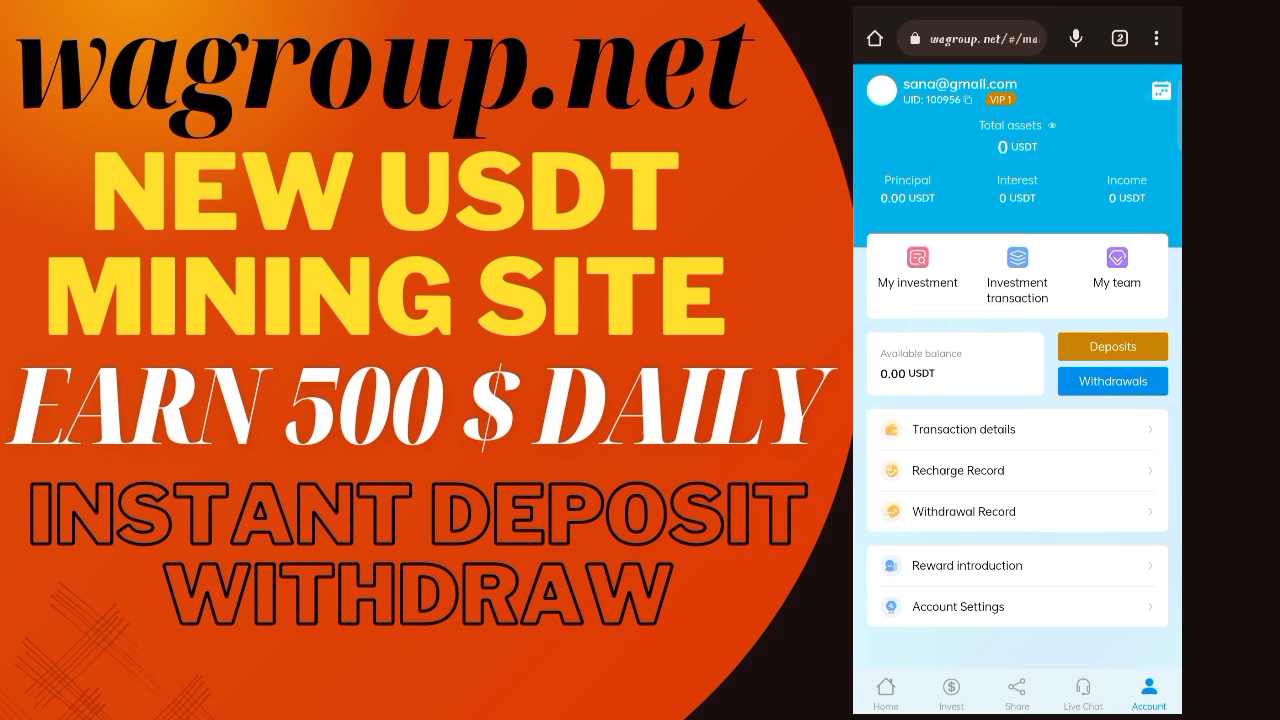 wagroup.net
NEW USDT
MINING SITE
EARN 500 $ DAILY
INSTANT DEPOSIT
WITHDRAW
wagroup. net/#/ma
2
sana@gmail.com
UID: 100956 VIP 1
Total assets
0 USDT
Principal Interest Income
0.00 USDT 0 USDT 0 USDT
My investment Investment My team
transaction
Available balance
0.00 USDT
Deposits
Withdrawals
Transaction details
Recharge Record
Withdrawal Record
Reward introduction
Account Settings
Home Invest Share Live Chat Account